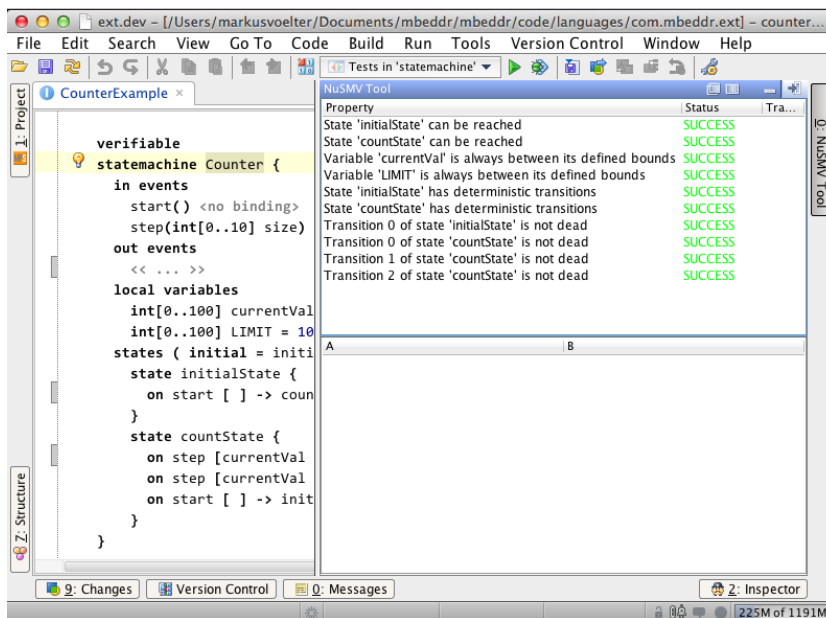 ext.dev – [/Users/markusvoelter/Documents/mbeddr/mbeddr/code/languages/com.mbeddr.ext] – counter...
File Edit Search View Go To Code Build Run Tools Version Control Window Help
Tests in 'statemachine'
1: Project
CounterExample ×
verifiable
statemachine Counter {
in events
start() <no binding>
step(int[0..10] size)
out events
<< ... >>
local variables
int[0..100] currentVal
int[0..100] LIMIT = 10
states ( initial = initi
state initialState {
on start [ ] -> coun
}
state countState {
on step [currentVal
on step [currentVal
on start [ ] -> init
}
}
NuSMV Tool
Property Status Tra...
State 'initialState' can be reached SUCCESS
State 'countState' can be reached SUCCESS
Variable 'currentVal' is always between its defined bounds SUCCESS
Variable 'LIMIT' is always between its defined bounds SUCCESS
State 'initialState' has deterministic transitions SUCCESS
State 'countState' has deterministic transitions SUCCESS
Transition 0 of state 'initialState' is not dead SUCCESS
Transition 0 of state 'countState' is not dead SUCCESS
Transition 1 of state 'countState' is not dead SUCCESS
Transition 2 of state 'countState' is not dead SUCCESS
A B
0: NuSMV Tool
Z: Structure
9: Changes Version Control 0: Messages 2: Inspector
225M of 1191M